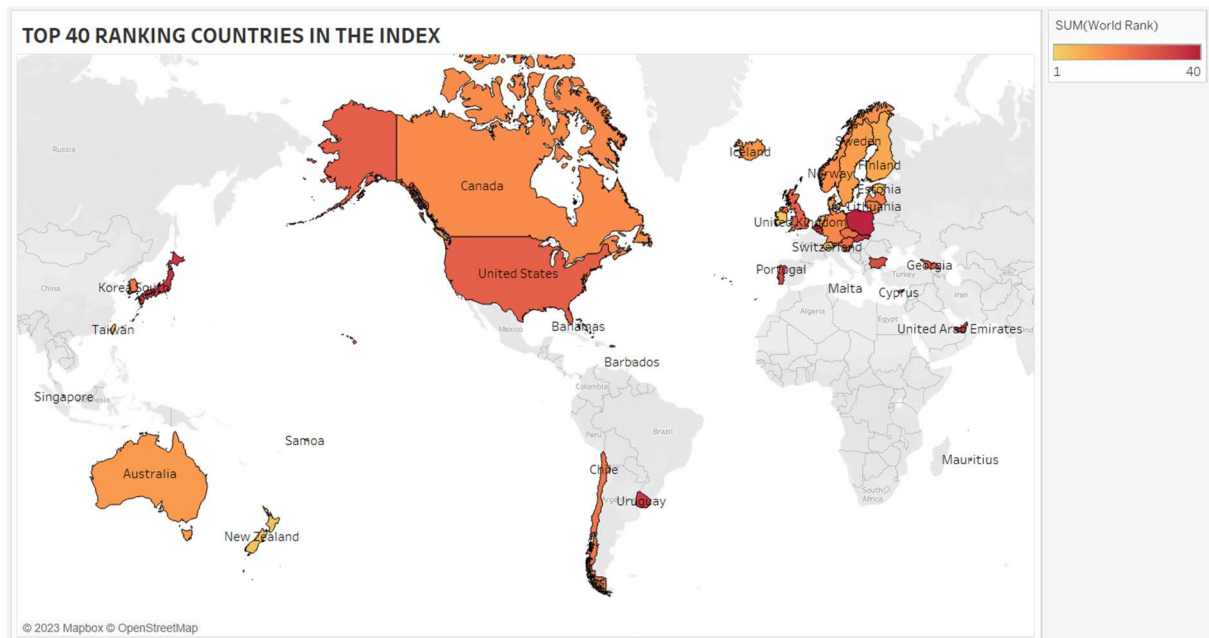 TOP 40 RANKING COUNTRIES IN THE INDEX
SUM(World Rank)
1 40
Russia
Canada
Iceland
Sweden
Finland
Norway
Estonia
Lithuania
United Kingdom
Switzerland
United States
Portugal
Georgia
Turkey
China
Korea South
Malta
Cyprus
Iran
Taiwan
Mexico
Bahamas
Algeria
Egypt
United Arab Emirates
Barbados
Colombia
Singapore
Samoa
Peru
Brazil
Mauritius
Australia
Chile
Uruguay
South
Africa
New Zealand
© 2023 Mapbox © OpenStreetMap